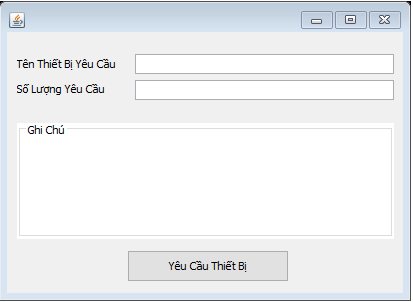 Tên Thiết Bị Yêu Cầu
Số Lượng Yêu Cầu
Ghi Chú
Yêu Cầu Thiết Bị